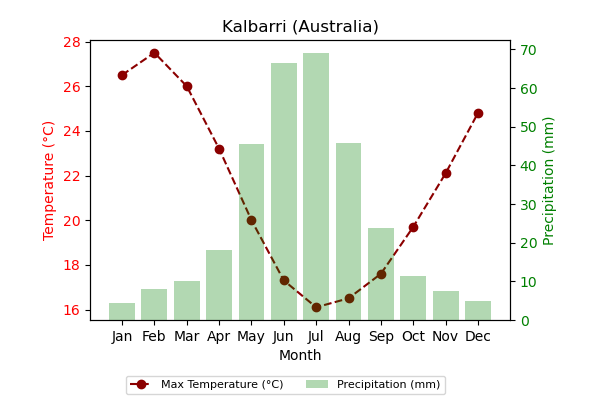 Kalbarri (Australia)
28
26
24
22
20
18
16
Temperature (°C)
70
60
50
40
30
20
10
0
Precipitation (mm)
Jan Feb Mar Apr May Jun Jul Aug Sep Oct Nov Dec
Month
Max Temperature (°C) Precipitation (mm)